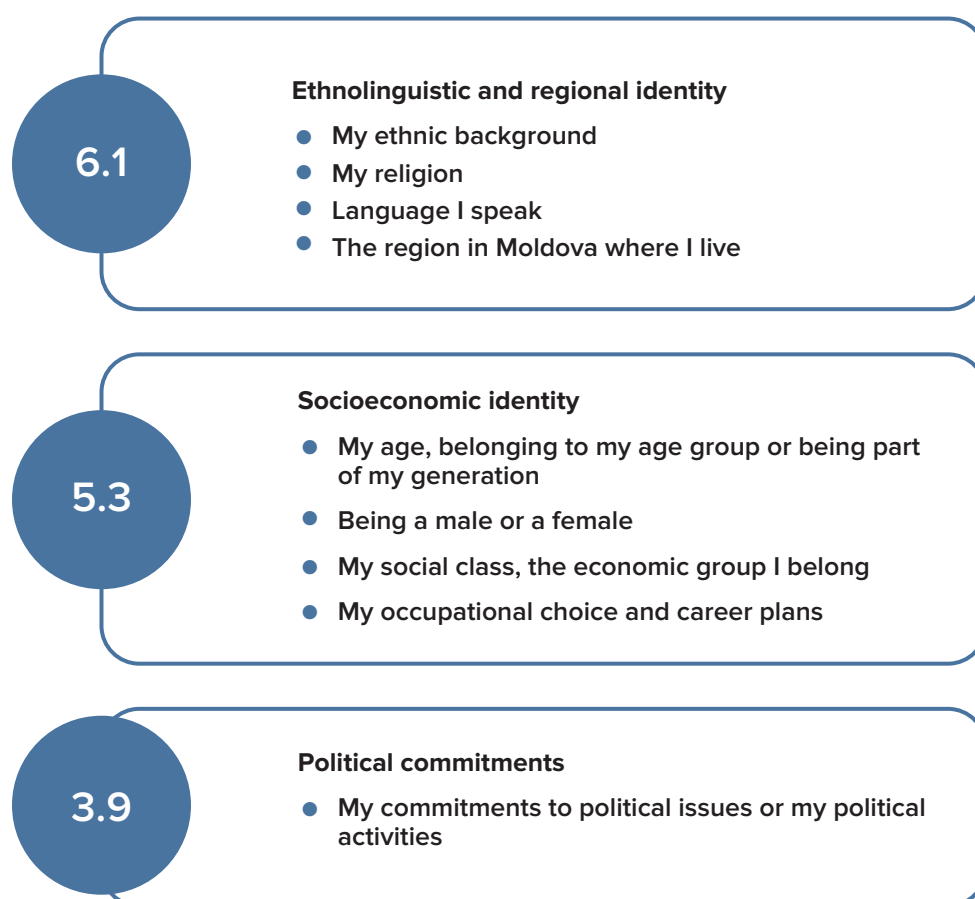 6.1
Ethnolinguistic and regional identity
My ethnic background
My religion
Language I speak
The region in Moldova where I live
5.3
Socioeconomic identity
My age, belonging to my age group or being part
of my generation
Being a male or a female
My social class, the economic group I belong
My occupational choice and career plans
3.9
Political commitments
My commitments to political issues or my political
activities